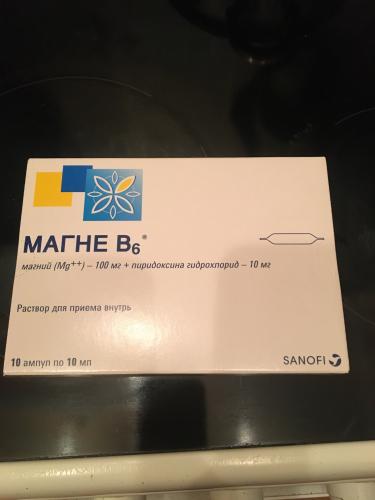 МАГНЕ B6®
магний (Mg++) – 100 мг + пиридоксина гидрохлорид – 10 мг
Раствор для приема внутрь
10 ампул по 10 мл
SANOFI